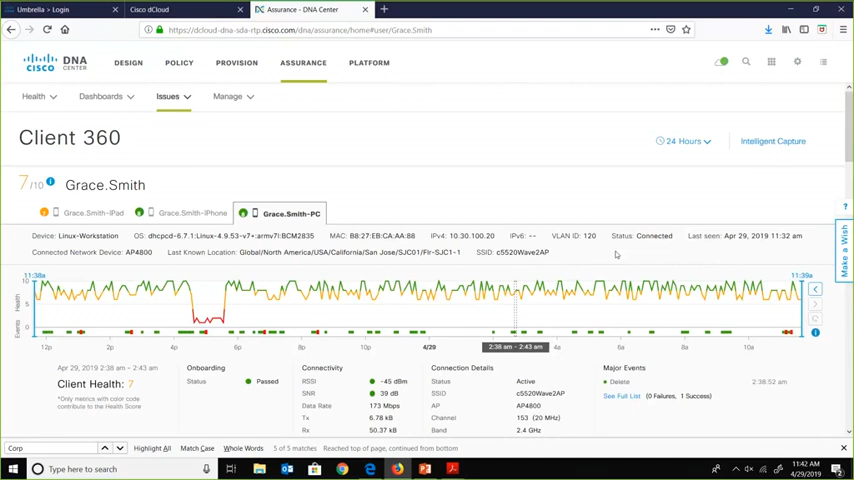 Umbrella > Login
Cisco dCloud
Assurance - DNA Center
https://dcloud-dna-sda-rtp.cisco.com/dna/assurance/home#user/Grace.Smith
cisco DNA CENTER
DESIGN POLICY PROVISION ASSURANCE PLATFORM
Health Dashboards Issues Manage
Client 360
24 Hours
Intelligent Capture
7/10 Grace.Smith
Grace.Smith-IPad Grace.Smith-IPhone Grace.Smith-PC
Device: Linux-Workstation OS: dhcpcd-6.7.1:Linux-4.9.53-v7+:armv7l:BCM2835 MAC: B8:27:EB:CA:AA:88 IPv4: 10.30.100.20 IPv6: -- VLAN ID: 120 Status: Connected Last seen: Apr 29, 2019 11:32 am
Connected Network Device: AP4800 Last Known Location: Global/North America/USA/California/San Jose/SJC01/Flr-SJC1-1 SSID: c5520Wave2AP
Make a Wish
11:38a 11:39a
Health
10
5
0
Events
12p 2p 4p 6p 8p 10p 4/29 2:38 am - 2:43 am 4a 6a 8a 10a
Apr 29, 2019 2:38 am - 2:43 am
Client Health: 7
*Only metrics with color code
contribute to the Health Score
Onboarding
Status Passed
Connectivity
RSSI -45 dBm
SNR 39 dB
Data Rate 173 Mbps
Tx 6.78 kB
Rx 50.37 kB
Connection Details
Status Active
SSID c5520Wave2AP
AP AP4800
Channel 153 (20 MHz)
Band 2.4 GHz
Major Events
Delete 2:38:52 am
See Full List (0 Failures, 1 Success)
Corp Highlight All Match Case Whole Words 5 of 5 matches Reached top of page, continued from bottom
Type here to search
11:42 AM
4/29/2019
2